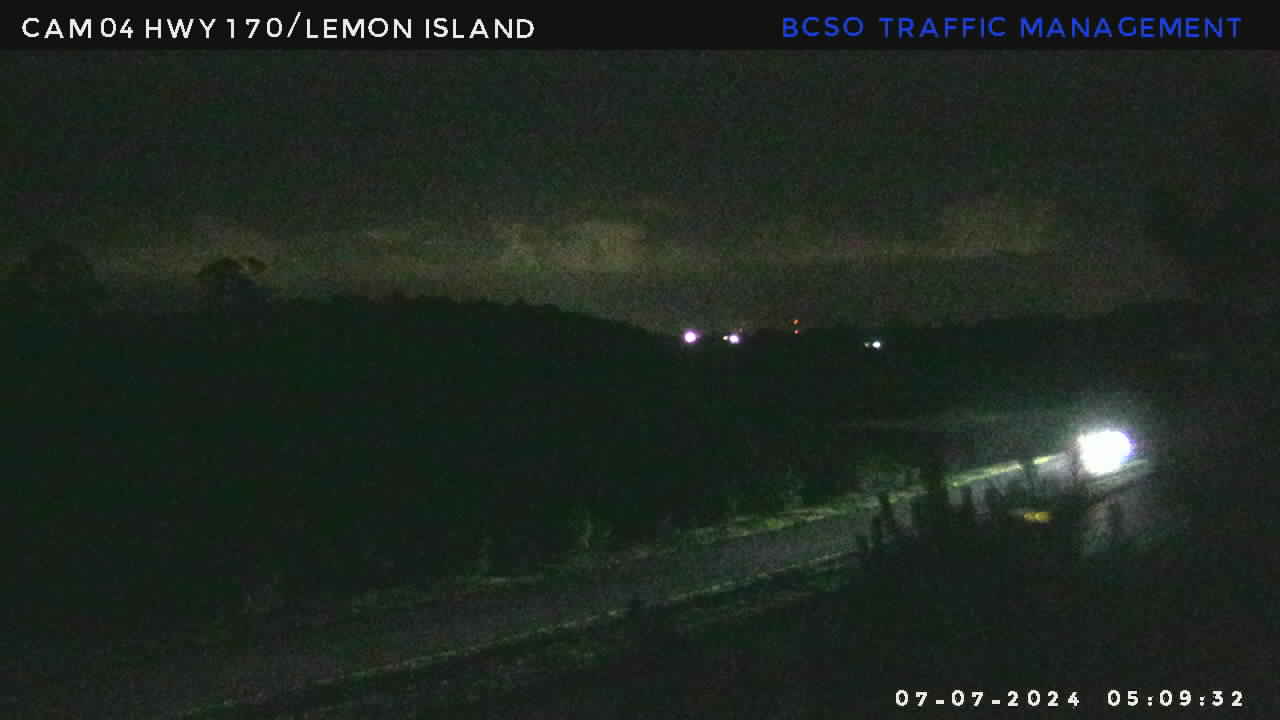 CAM04 HWY 170/LEMON ISLAND
BCSO TRAFFIC MANAGEMENT
07-07-2024 05:09:32